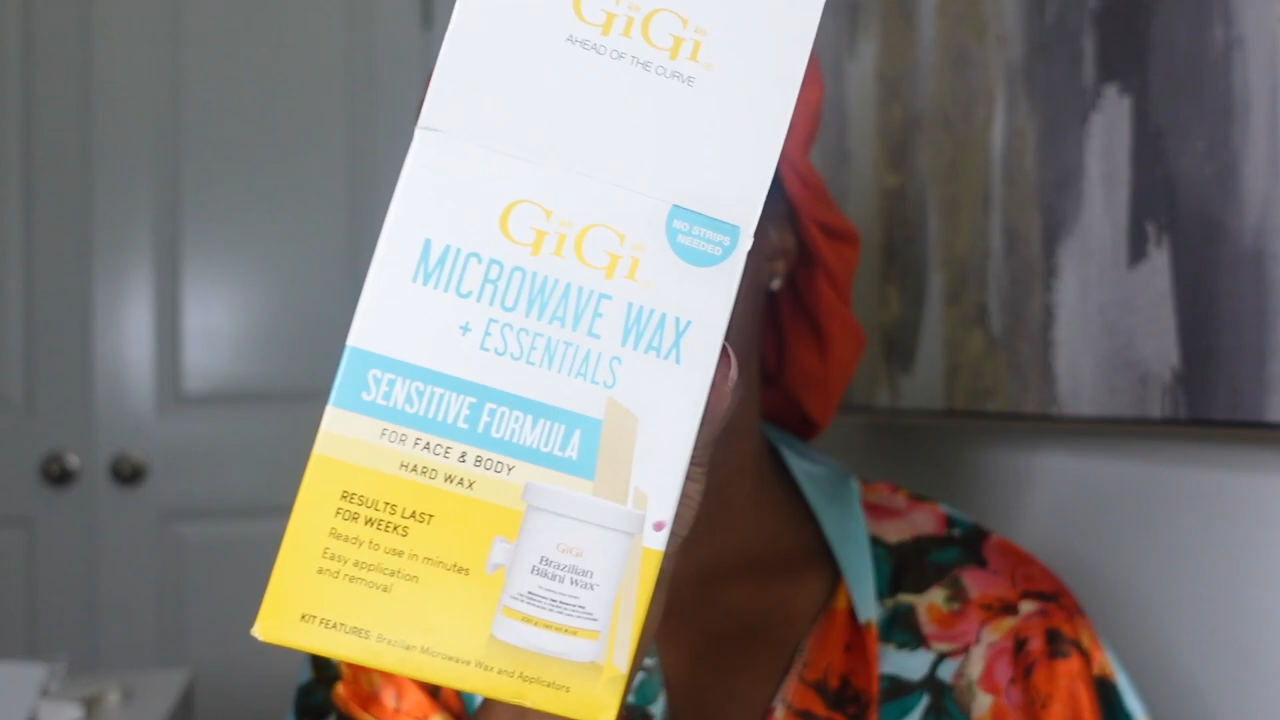 GiGi
AHEAD OF THE CURVE
GiGi
NO STRIPS
NEEDED
MICROWAVE WAX
+ ESSENTIALS
SENSITIVE FORMULA
FOR FACE & BODY
HARD WAX
RESULTS LAST
FOR WEEKS
Ready to use in minutes
Easy application
and removal
GiGi
Brazilian
Bikini Wax™
KIT FEATURES: Brazilian Microwave Wax and Applicators